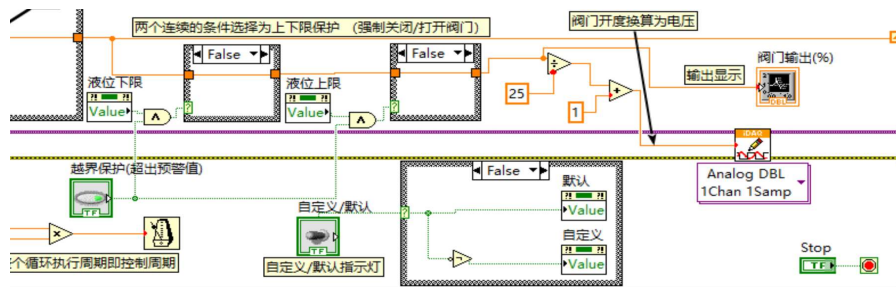 两个连续的条件选择为上下限保护 （强制关闭/打开阀门）
阀门开度换算为电压
False
False
液位下限
Value
液位上限
Value
25
1
输出显示
阀门输出(%)
DBL
iDAQ
Analog DBL
1Chan 1Samp
越界保护(超出预警值)
TF
False
默认
Value
自定义
Value
自定义/默认
TF
自定义/默认指示灯
个循环执行周期即控制周期
Stop
TF